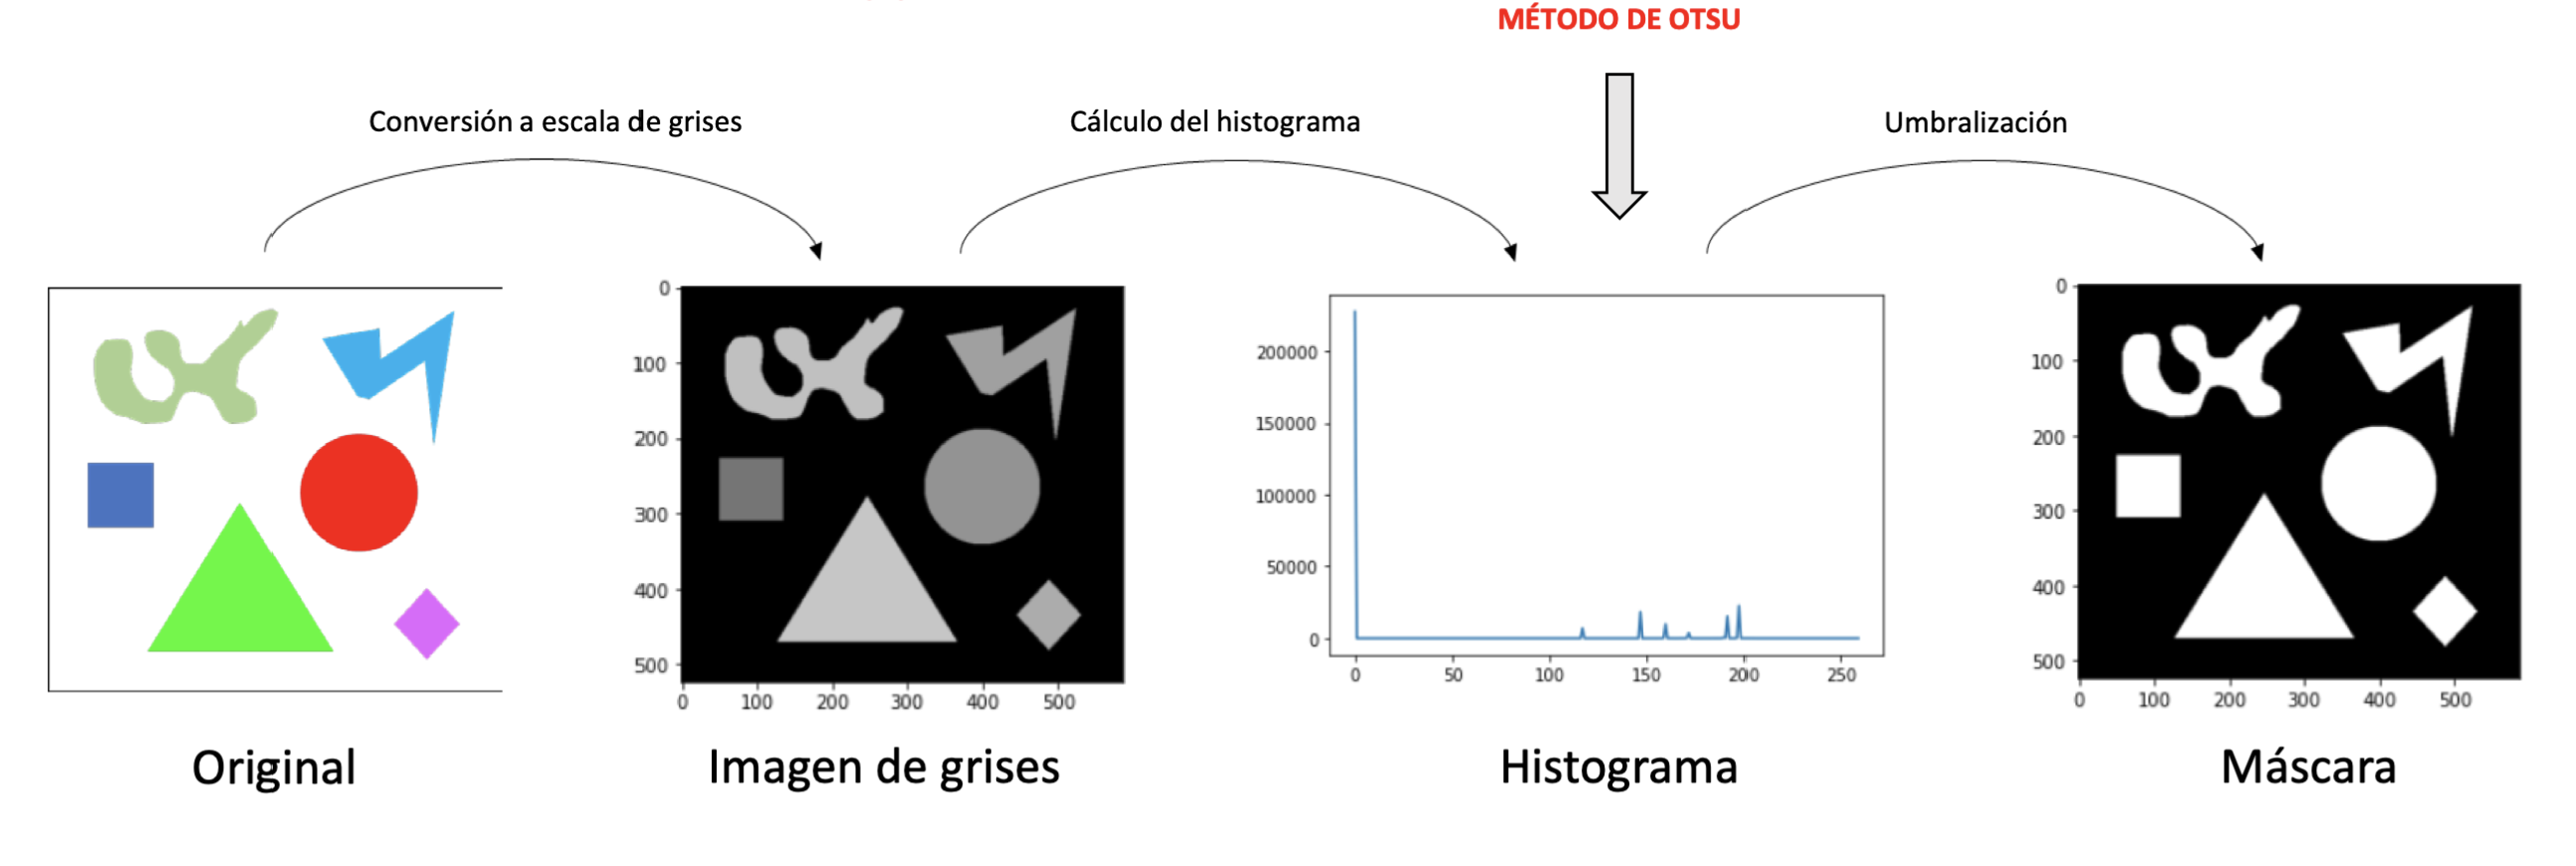 MÉTODO DE OTSU
Conversión a escala de grises
Cálculo del histograma
Umbralización
0
100
200
300
400
500
0 100 200 300 400 500
200000
150000
100000
50000
0
0 50 100 150 200 250
0
100
200
300
400
500
0 100 200 300 400 500
Original
Imagen de grises
Histograma
Máscara